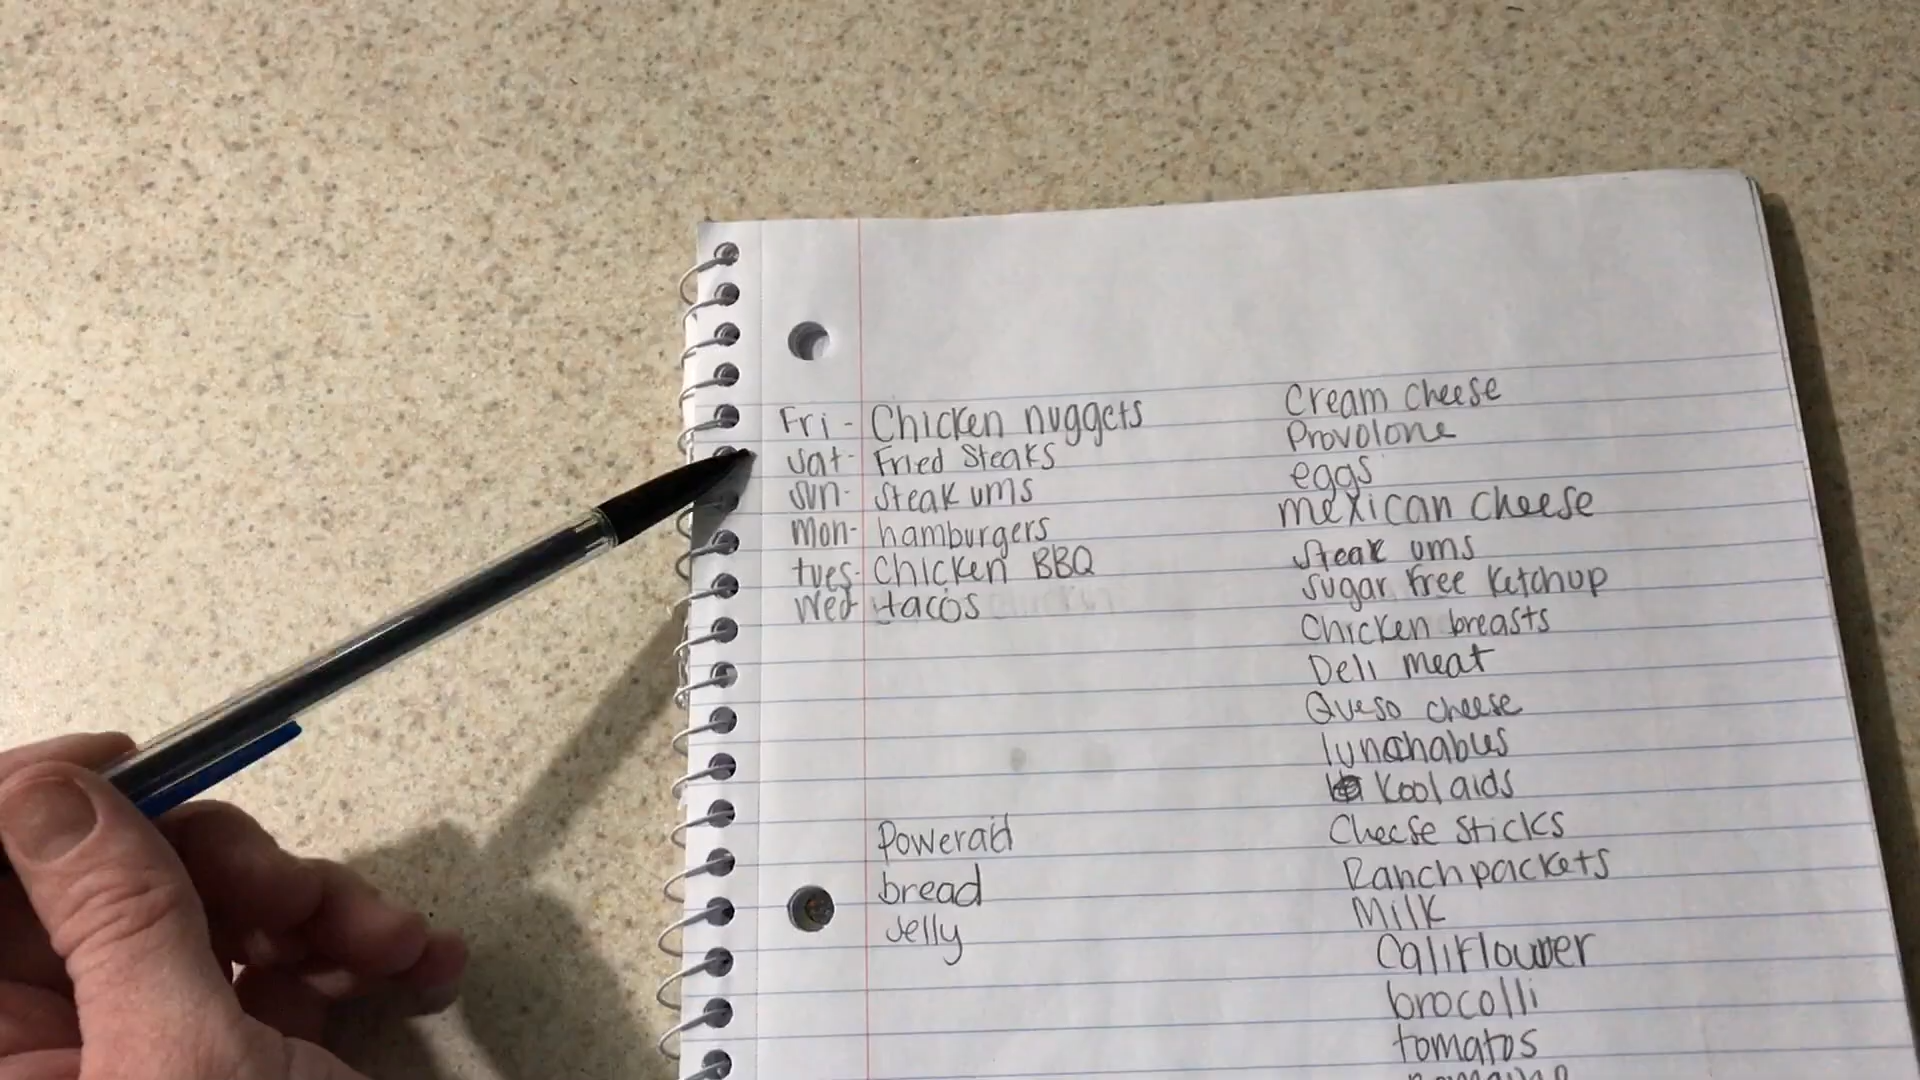 Fri - Chicken nuggets
Sat - Fried Steaks
Sun - Steak ums
Mon - hamburgers
tues - Chicken BBQ
Wed - tacos
Powerad
bread
Jelly
Cream cheese
Provolone
eggs
mexican cheese
Steak ums
Sugar free Ketchup
Chicken breasts
Deli meat
Queso cheese
lunchables
Kool aids
Cheese Sticks
Ranch packets
Milk
Califlower
brocolli
tomatos